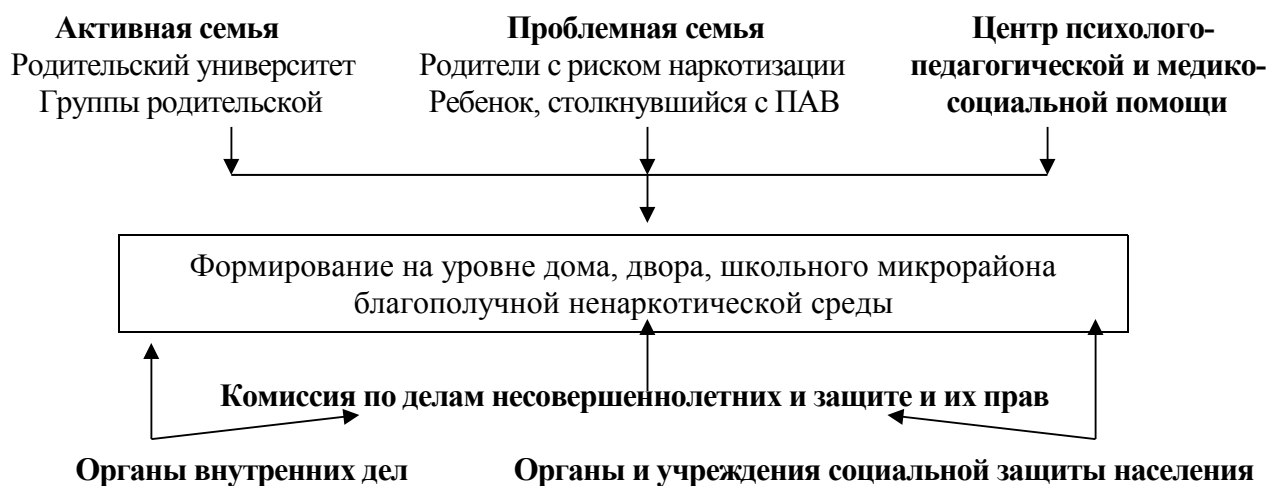 Активная семья
Родительский университет
Группы родительской
Проблемная семья
Родители с риском наркотизации
Ребенок, столкнувшийся с ПАВ
Центр психолого-
педагогической и медико-
социальной помощи
Формирование на уровне дома, двора, школьного микрорайона
благополучной ненаркотической среды
Комиссия по делам несовершеннолетних и защите и их прав
Органы внутренних дел
Органы и учреждения социальной защиты населения